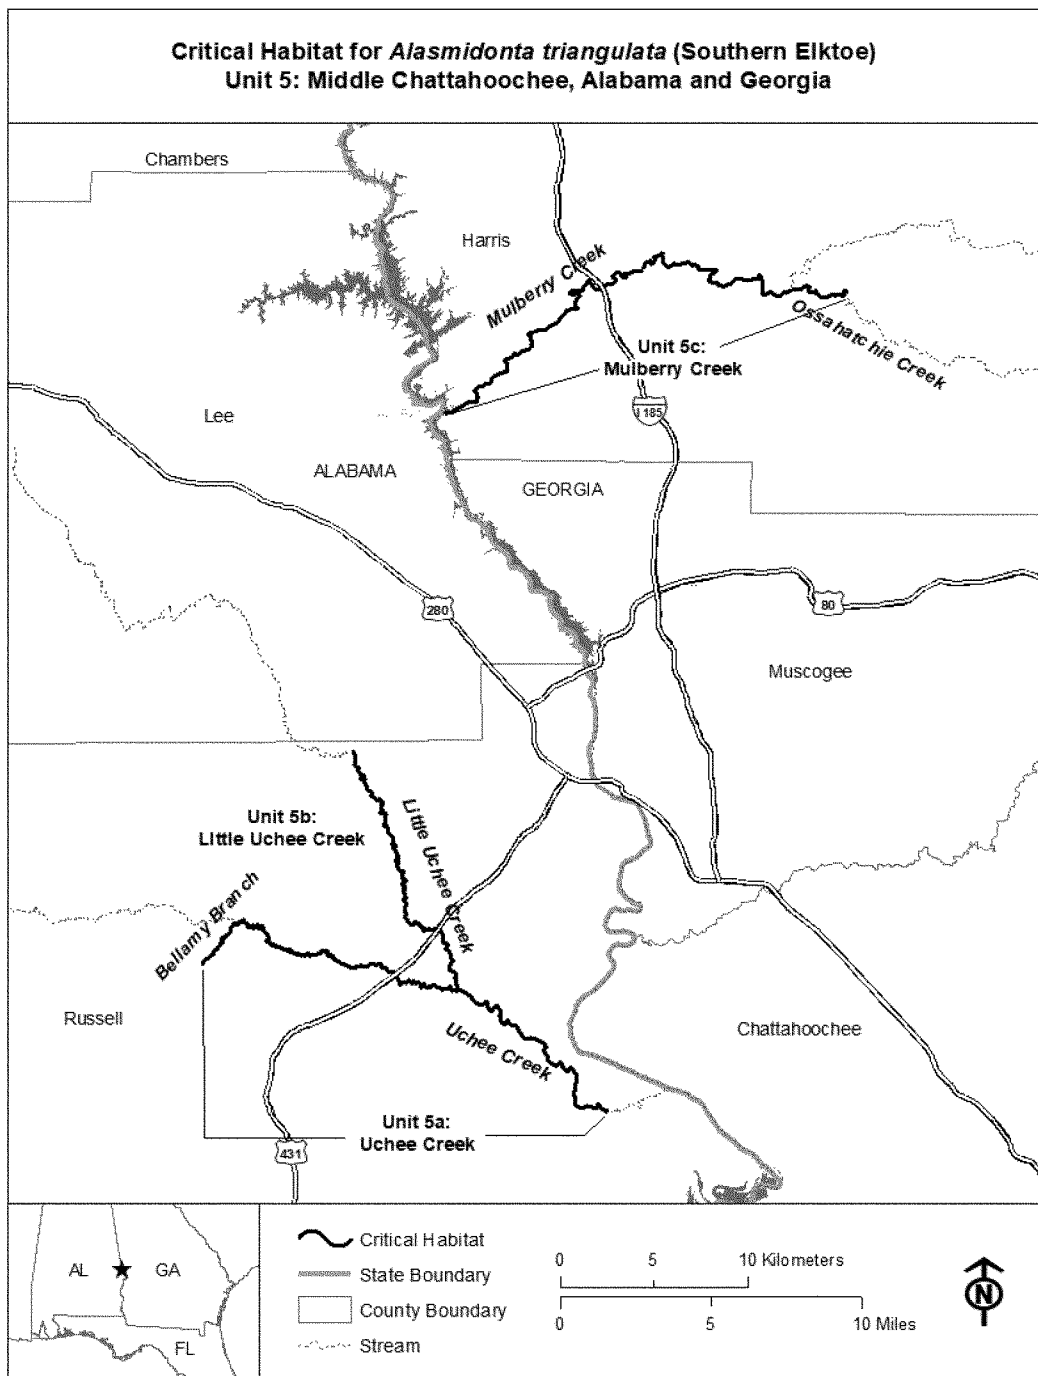 Critical Habitat for Alasmidonta triangulata (Southern Elktoe)
Unit 5: Middle Chattahoochee, Alabama and Georgia
Chambers
Harris
Mulberry Creek
Ossahatchie Creek
Unit 5c:
Mulberry Creek
I 185
Lee
ALABAMA
GEORGIA
280
80
Muscogee
Unit 5b:
Little Uchee Creek
Little Uchee Creek
Bellamy Branch
Russell
Uchee Creek
Chattahoochee
Unit 5a:
Uchee Creek
431
AL
GA
FL
Critical Habitat
State Boundary
County Boundary
Stream
0 5 10 Kilometers
0 5 10 Miles
N